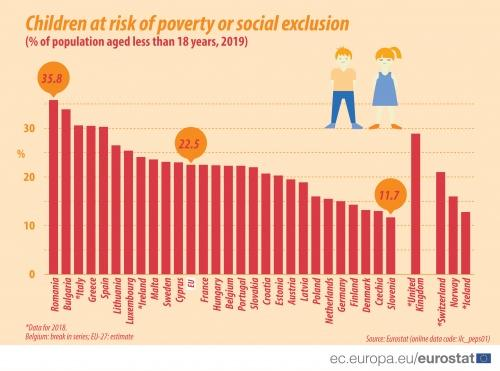 Children at risk of poverty or social exclusion
(% of population aged less than 18 years, 2019)
35.8
22.5
11.7
30
%
20
10
0
Romania
Bulgaria
*Italy
Greece
Spain
Lithuania
Luxembourg
*Ireland
Malta
Sweden
Cyprus
EU
France
Hungary
Belgium
Portugal
Slovakia
Croatia
Estonia
Austria
Latvia
Poland
Netherlands
Germany
Finland
Denmark
Czechia
Slovenia
*United
Kingdom
*Switzerland
Norway
*Iceland
*Data for 2018.
Belgium: break in series; EU-27: estimate
Source: Eurostat (online data code: ilc_peps01)
ec.europa.eu/eurostat